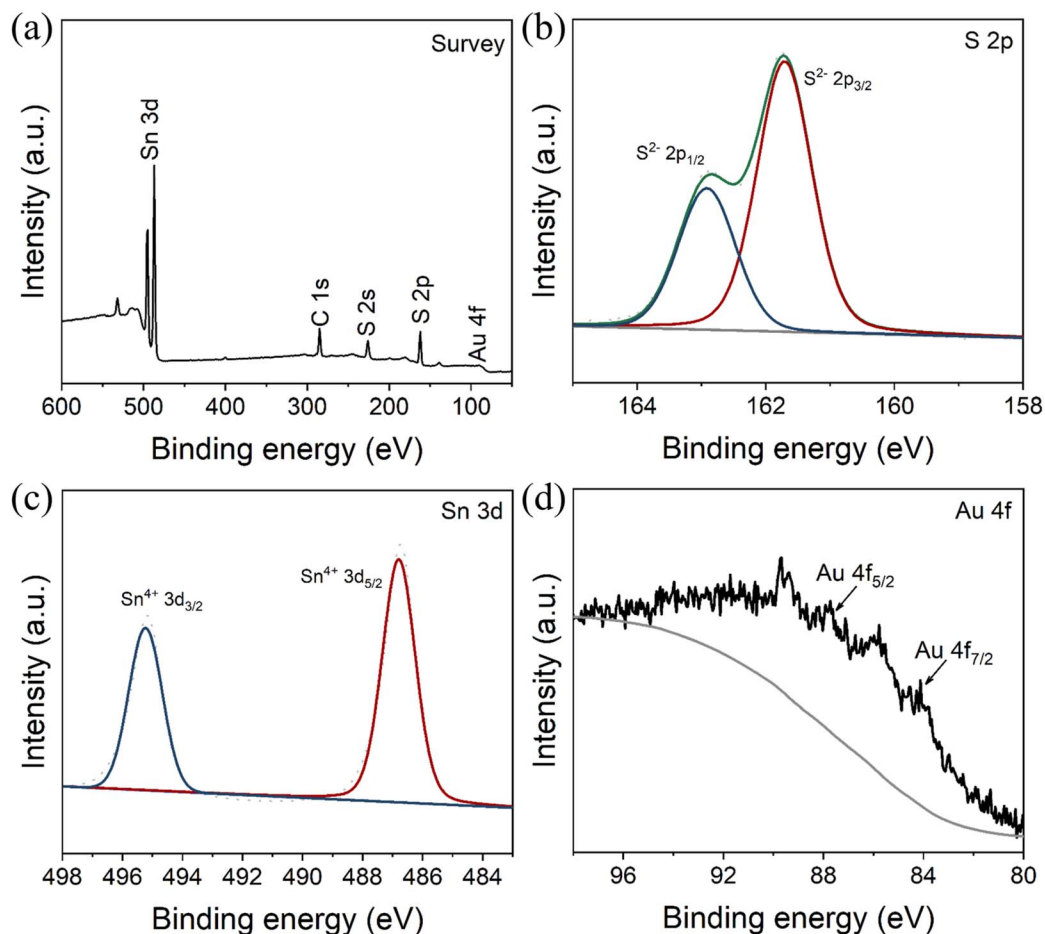 (a)
Survey
Sn 3d
C 1s
S 2s
S 2p
Au 4f
Intensity (a.u.)
600 500 400 300 200 100
Binding energy (eV)
(b)
S 2p
S²⁻ 2p₃/₂
S²⁻ 2p₁/₂
Intensity (a.u.)
164 162 160 158
Binding energy (eV)
(c)
Sn 3d
Sn⁴⁺ 3d₅/₂
Sn⁴⁺ 3d₃/₂
Intensity (a.u.)
498 496 494 492 490 488 486 484
Binding energy (eV)
(d)
Au 4f
Au 4f₅/₂
Au 4f₇/₂
Intensity (a.u.)
96 92 88 84 80
Binding energy (eV)